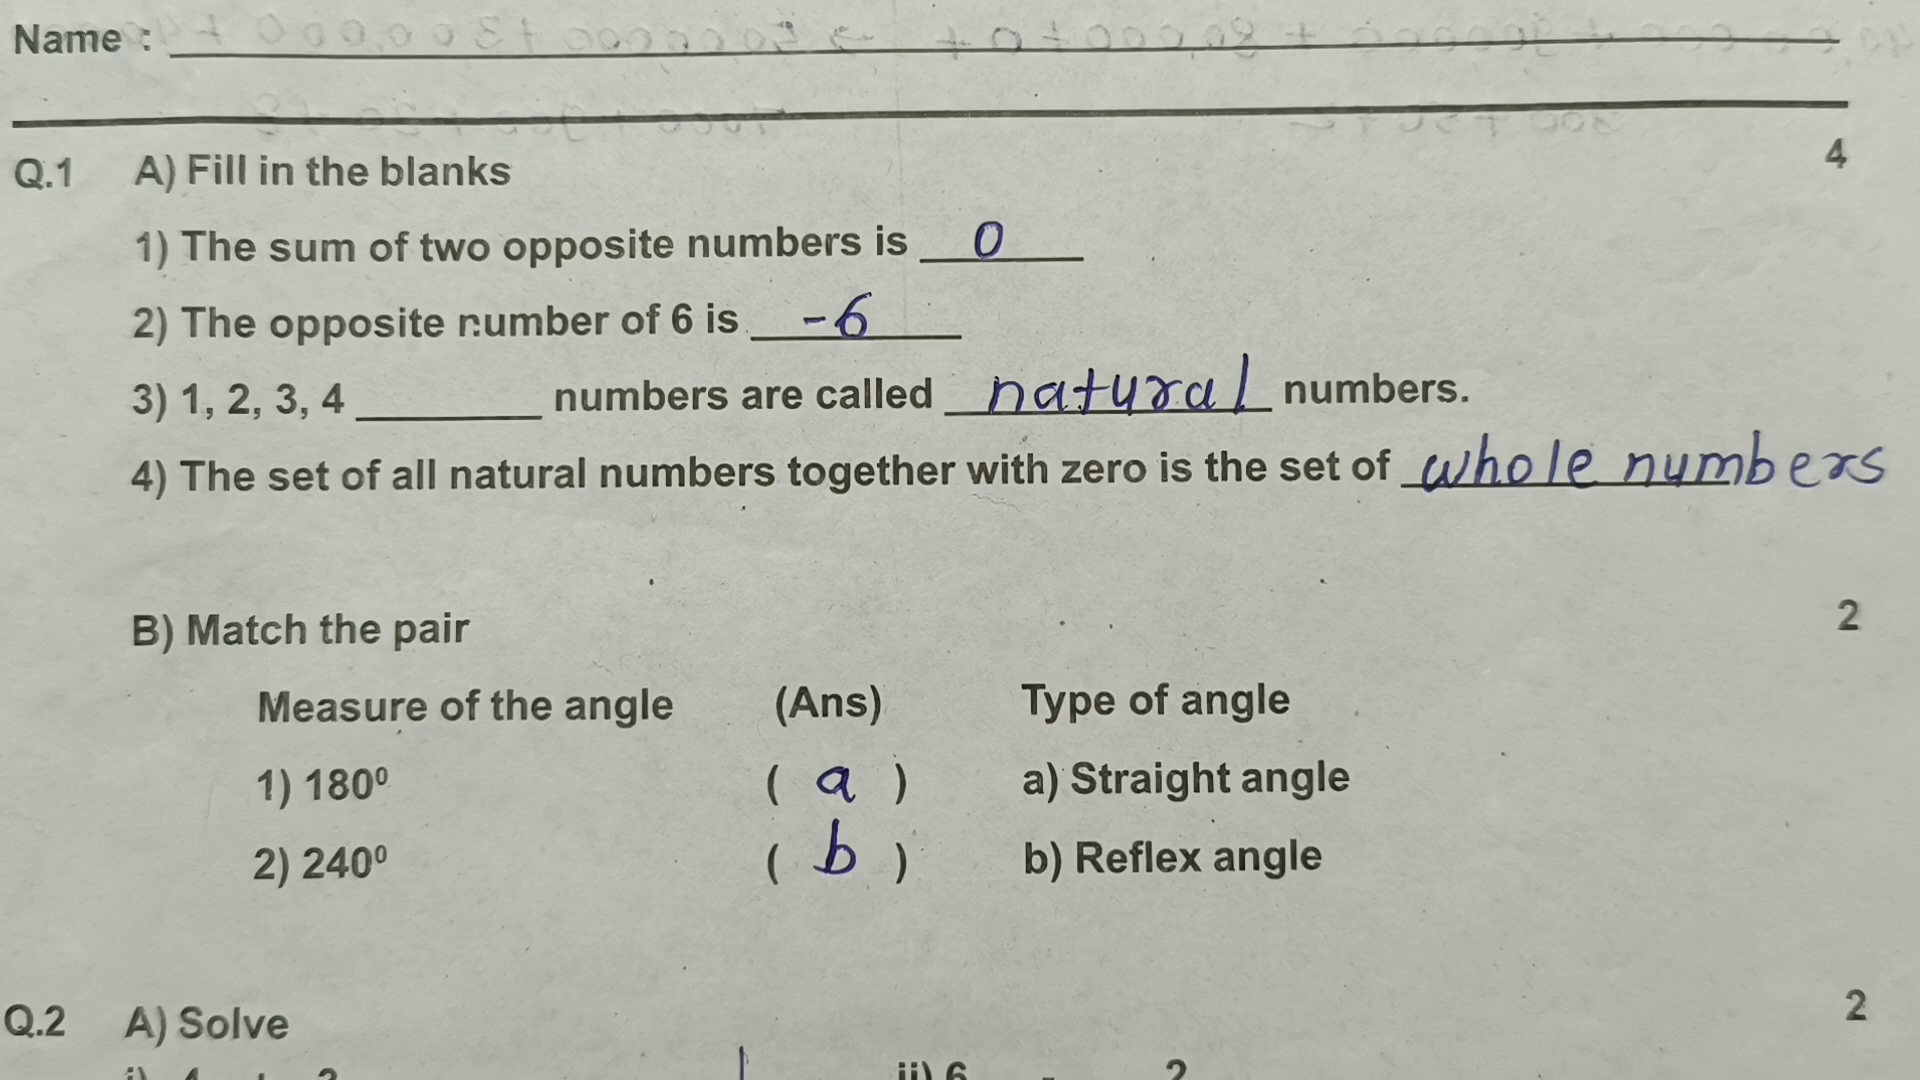 Name :
Q.1 A) Fill in the blanks 4
1) The sum of two opposite numbers is 0
2) The opposite number of 6 is -6
3) 1, 2, 3, 4 ________ numbers are called natural numbers.
4) The set of all natural numbers together with zero is the set of whole numbers
B) Match the pair 2
Measure of the angle (Ans) Type of angle
1) 180⁰ ( a ) a) Straight angle
2) 240⁰ ( b ) b) Reflex angle
Q.2 A) Solve 2